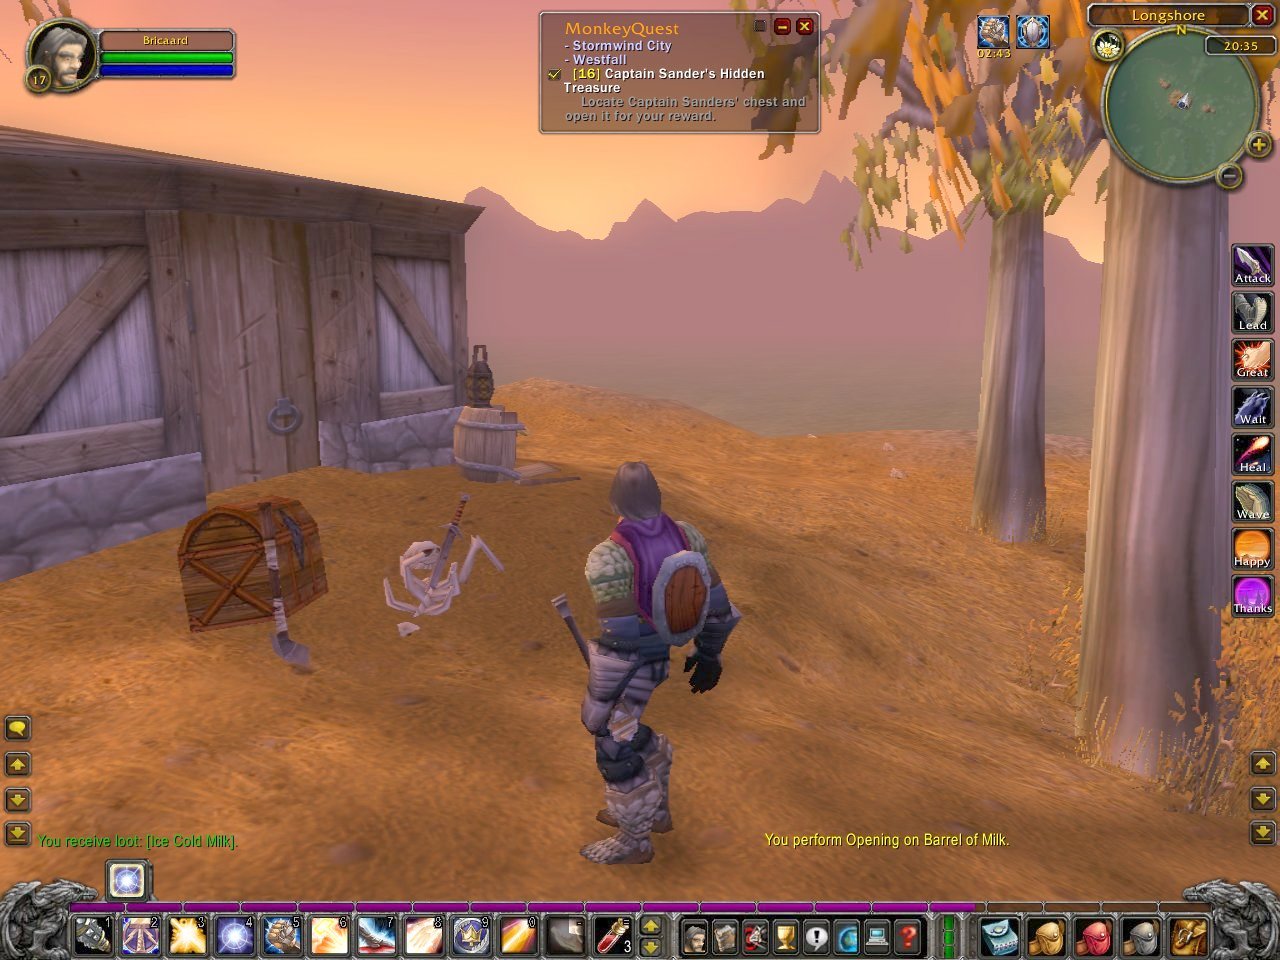 Bricaard
17
MonkeyQuest
- Stormwind City
- Westfall
[16] Captain Sander's Hidden
Treasure
Locate Captain Sanders' chest and
open it for your reward.
02:43
Longshore
N
20:35
Attack
Lead
Great
Wait
Heal
Wave
Happy
Thanks
You receive loot: [Ice Cold Milk].
You perform Opening on Barrel of Milk.
1 2 3 4 5 6 7 8 9 0 - =
3